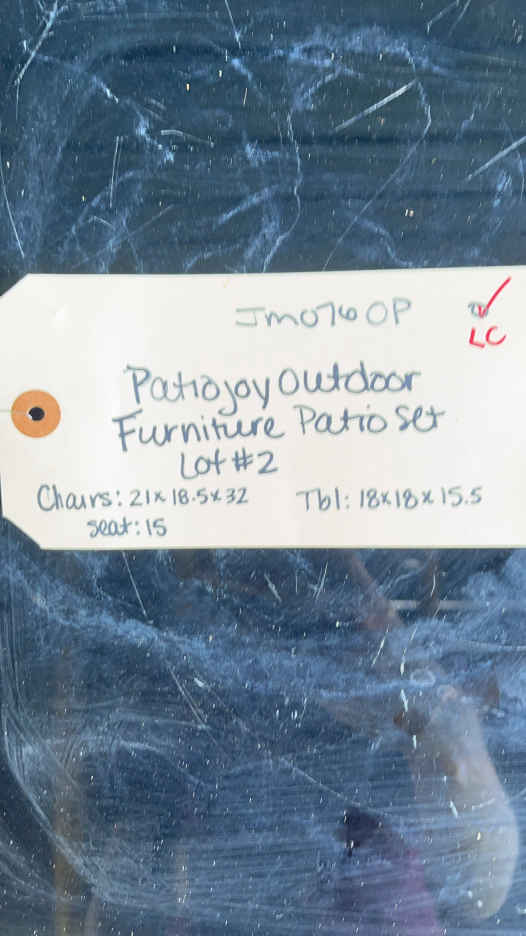 Jm0760P
LC
Patiojoy Outdoor
Furniture Patio Set
Lot #2
Chairs: 21x18.5x32 Tbl: 18x18x15.5
seat: 15